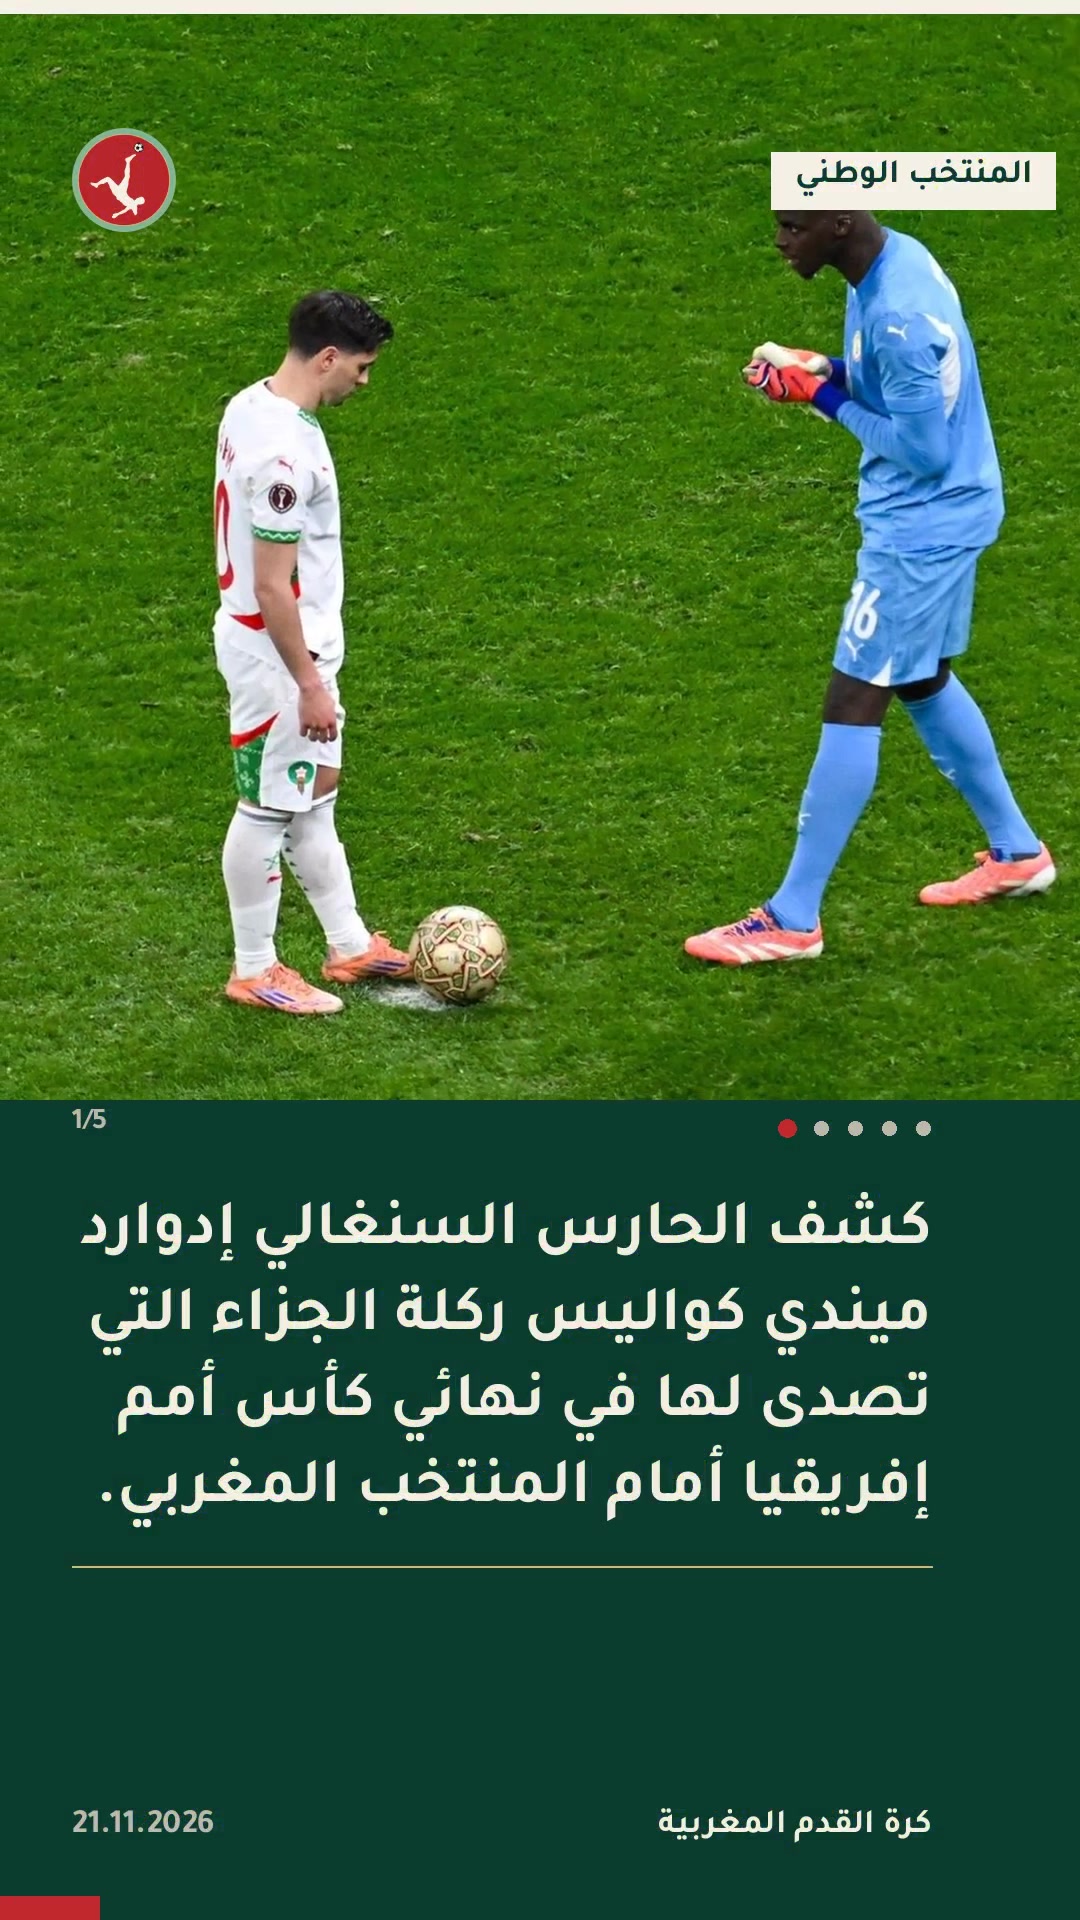 المنتخب الوطني
16
1/5
كشف الحارس السنغالي إدوارد
ميندي كواليس ركلة الجزاء التي
تصدى لها في نهائي كأس أمم
إفريقيا أمام المنتخب المغربي.
كرة القدم المغربية
21.11.2026